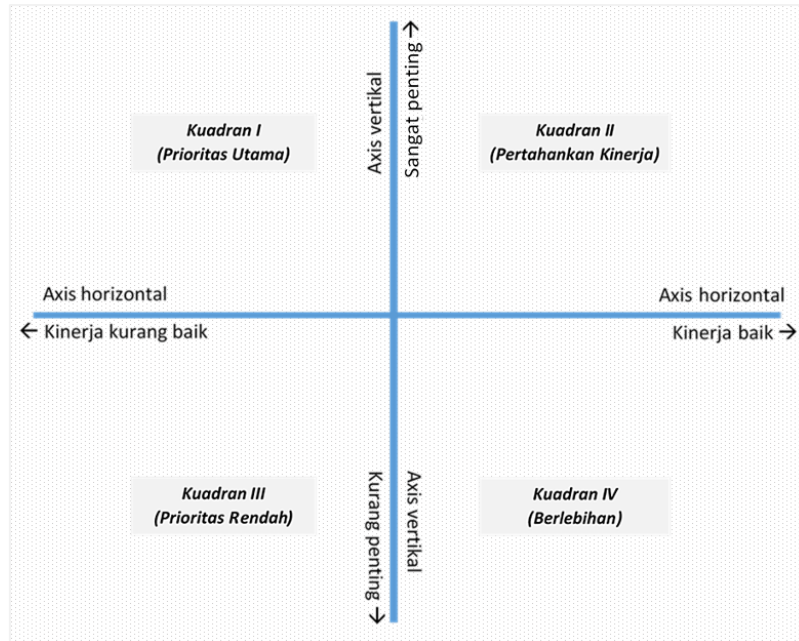 Axis vertikal
Sangat penting →
Kuadran I
(Prioritas Utama)
Kuadran II
(Pertahankan Kinerja)
Axis horizontal
← Kinerja kurang baik
Axis horizontal
Kinerja baik →
Kuadran III
(Prioritas Rendah)
Kurang penting →
Axis vertikal
Kuadran IV
(Berlebihan)